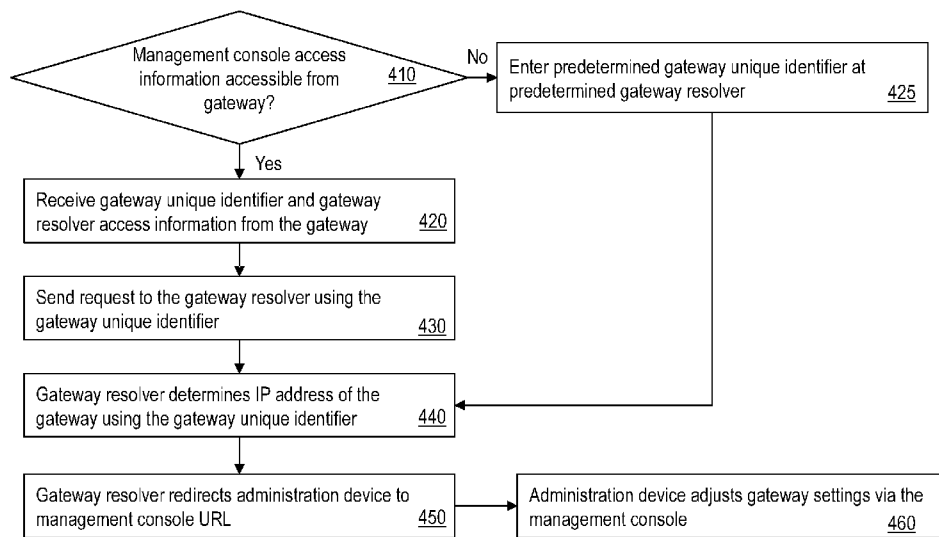 Management console access
information accessible from 410
gateway?
No
Enter predetermined gateway unique identifier at
predetermined gateway resolver
425
Yes
Receive gateway unique identifier and gateway
resolver access information from the gateway
420
Send request to the gateway resolver using the
gateway unique identifier
430
Gateway resolver determines IP address of the
gateway using the gateway unique identifier
440
Gateway resolver redirects administration device to
management console URL
450
Administration device adjusts gateway settings via the
management console
460